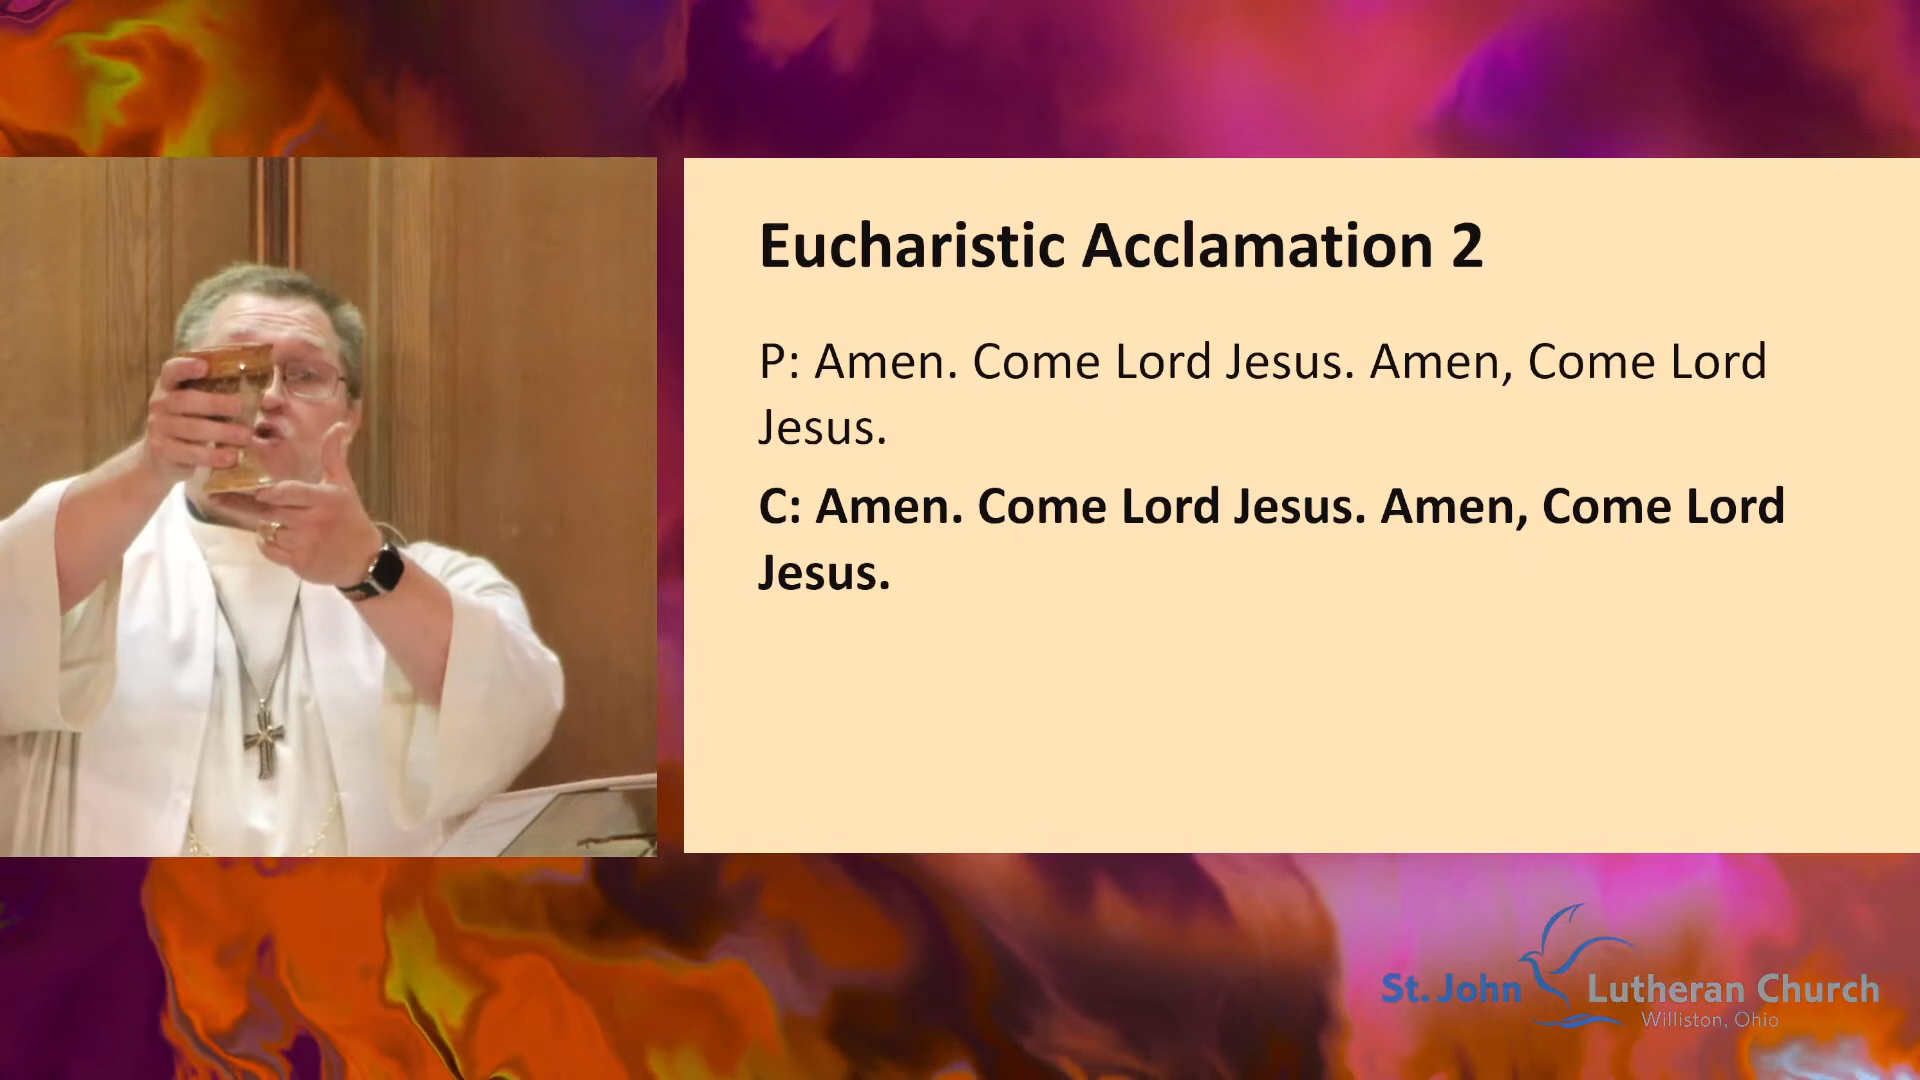 Eucharistic Acclamation 2
P: Amen. Come Lord Jesus. Amen, Come Lord
Jesus.
C: Amen. Come Lord Jesus. Amen, Come Lord
Jesus.
St. John Lutheran Church
Williston, Ohio